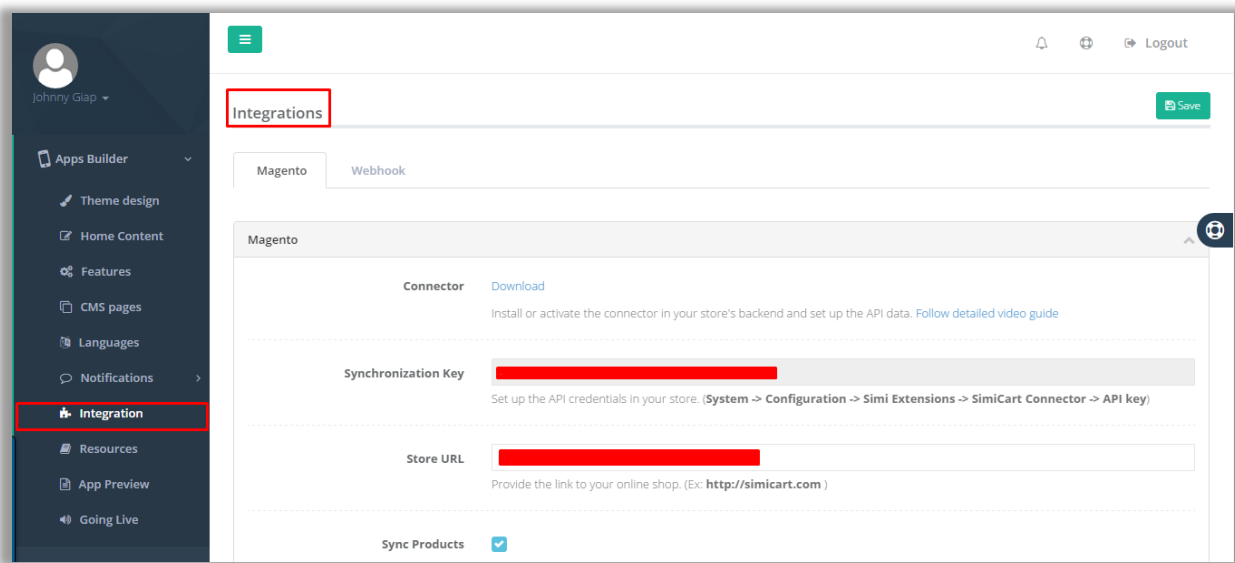 Logout
Johnny Giap
Integrations
Save
Apps Builder
Magento Webhook
Theme design
Home Content
Magento
Features
Connector Download
CMS pages
Install or activate the connector in your store's backend and set up the API data. Follow detailed video guide
Languages
Notifications
Synchronization Key
Set up the API credentials in your store. (System -> Configuration -> Simi Extensions -> SimiCart Connector -> API key)
Integration
Resources
Store URL
App Preview
Provide the link to your online shop. (Ex: http://simicart.com )
Going Live
Sync Products